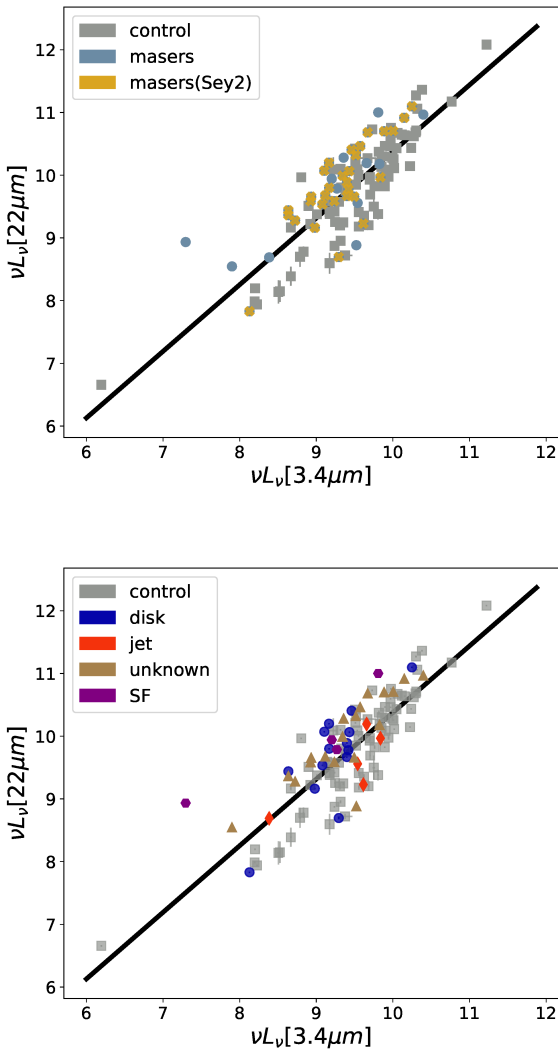 12
11
10
9
8
7
6
νLν[22μm]
control
masers
masers(Sey2)
6 7 8 9 10 11 12
νLν[3.4μm]
12
11
10
9
8
7
6
νLν[22μm]
control
disk
jet
unknown
SF
6 7 8 9 10 11 12
νLν[3.4μm]